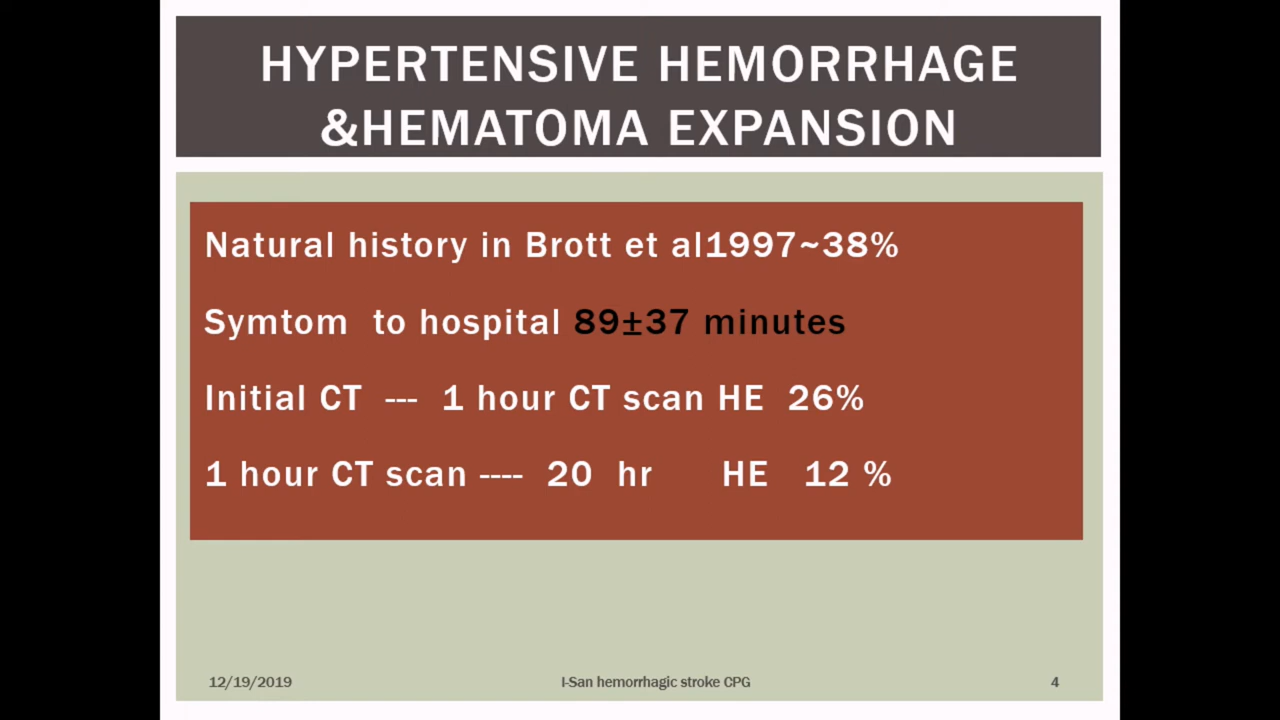 HYPERTENSIVE HEMORRHAGE
&HEMATOMA EXPANSION
Natural history in Brott et al1997~38%
Symtom to hospital 89±37 minutes
Initial CT --- 1 hour CT scan HE 26%
1 hour CT scan ---- 20 hr HE 12 %
12/19/2019 I-San hemorrhagic stroke CPG 4